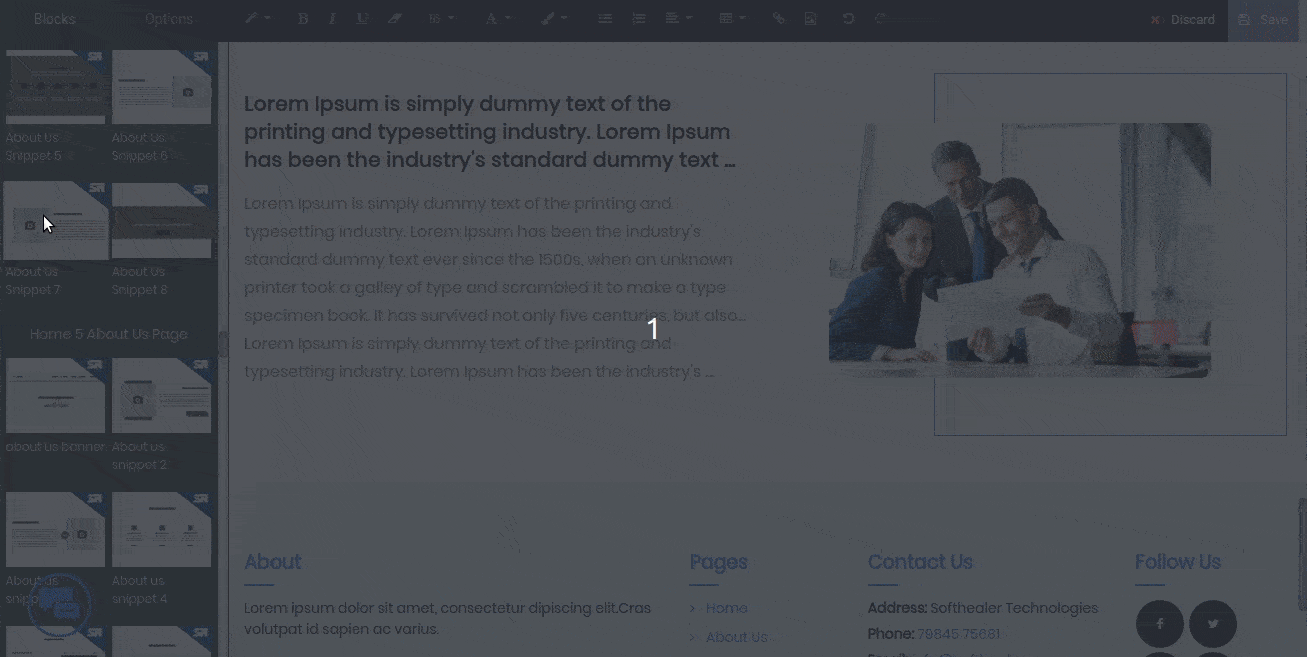 Blocks
Options
B I U
Discard
Save
About Us
Snippet 5
About Us
Snippet 6
About Us
Snippet 7
About Us
Snippet 8
Home 5 About Us Page
about us banner
About us
snippet 2
About us
About us
snippet 4
Lorem Ipsum is simply dummy text of the
printing and typesetting industry. Lorem Ipsum
has been the industry's standard dummy text ...
Lorem Ipsum is simply dummy text of the printing and
typesetting industry. Lorem Ipsum has been the industry's
standard dummy text ever since the 1500s, when an unknown
printer took a galley of type and scrambled it to make a type
specimen book. It has survived not only five centuries, but also...
Lorem Ipsum is simply dummy text of the printing and
typesetting industry. Lorem Ipsum has been the industry's ...
1
About
Lorem ipsum dolor sit amet, consectetur dipiscing elit.Cras
volutpat id sapien ac varius.
Pages
Home
About Us
Contact Us
Address: Softhealer Technologies
Phone: 79845 75681
Follow Us